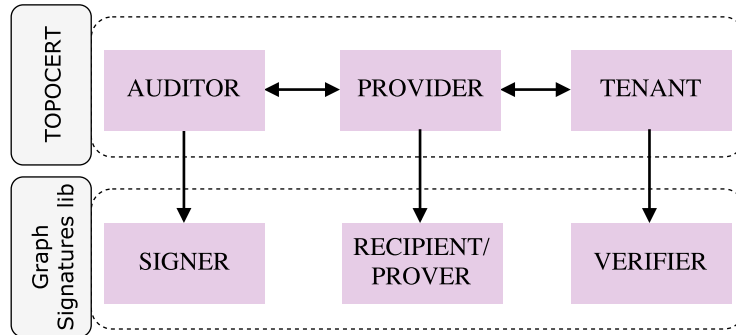 TOPOCERT
AUDITOR
PROVIDER
TENANT
Graph
Signatures lib
SIGNER
RECIPIENT/
PROVER
VERIFIER